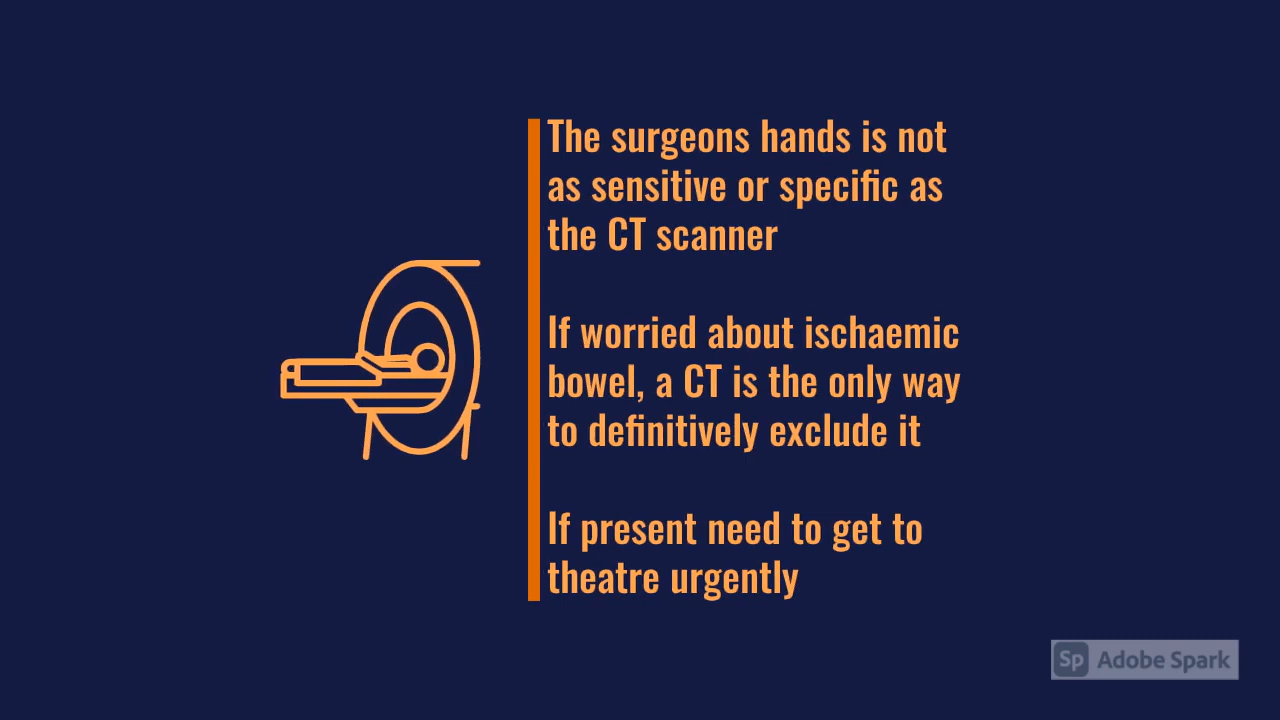 The surgeons hands is not
as sensitive or specific as
the CT scanner
If worried about ischaemic
bowel, a CT is the only way
to definitively exclude it
If present need to get to
theatre urgently
Sp Adobe Spark